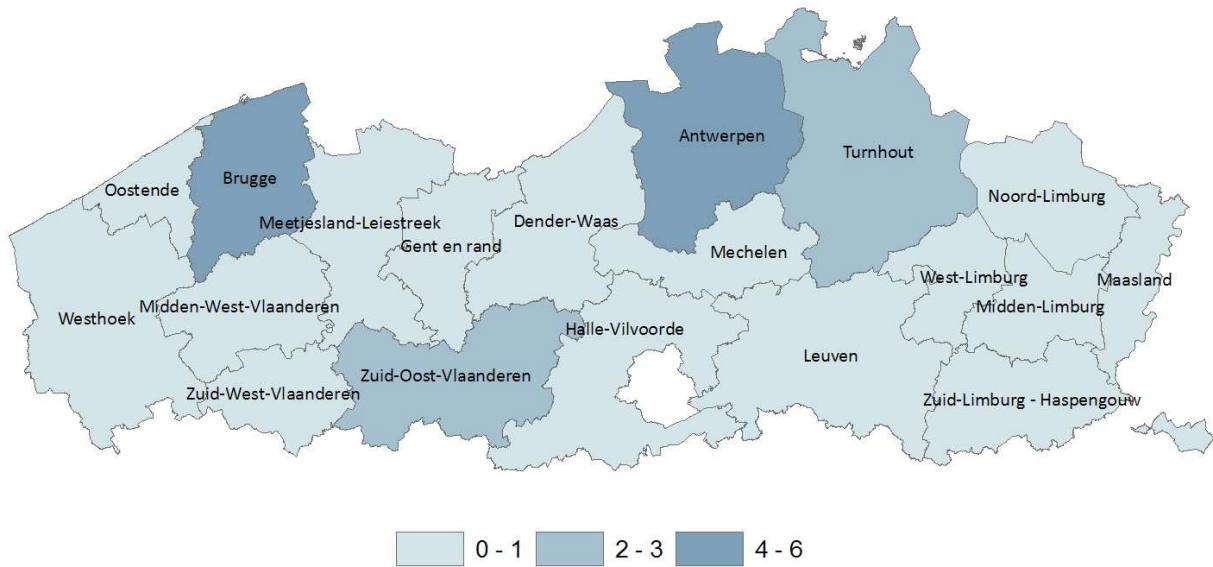 Antwerpen
Turnhout
Oostende
Brugge
Noord-Limburg
Meetjesland-Leiestreek
Dender-Waas
Gent en rand
Mechelen
West-Limburg
Maasland
Midden-West-Vlaanderen
Midden-Limburg
Westhoek
Halle-Vilvoorde
Leuven
Zuid-Oost-Vlaanderen
Zuid-West-Vlaanderen
Zuid-Limburg - Haspengouw
0 - 1
2 - 3
4 - 6